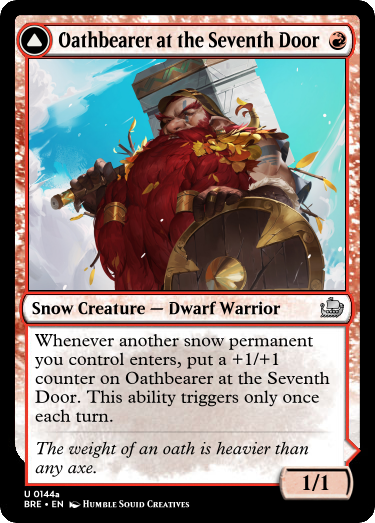 Oathbearer at the Seventh Door
Snow Creature — Dwarf Warrior
Whenever another snow permanent
you control enters, put a +1/+1
counter on Oathbearer at the Seventh
Door. This ability triggers only once
each turn.
The weight of an oath is heavier than
any axe.
1/1
U 0144a
BRE • EN Humble Squid Creatives